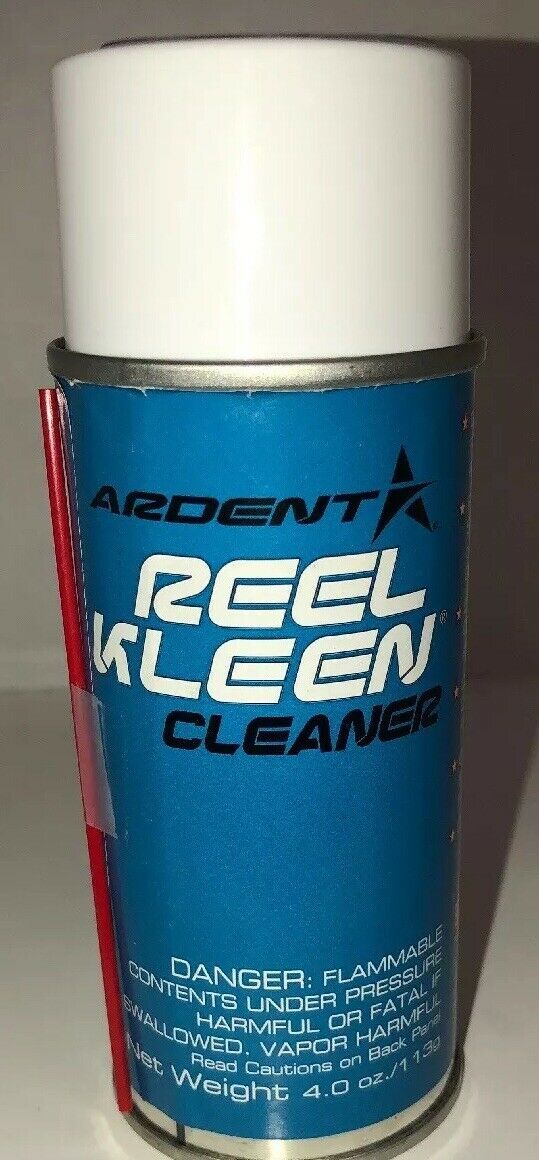 ARDENT
REEL
KLEEN®
CLEANER
DANGER: FLAMMABLE
CONTENTS UNDER PRESSURE
HARMFUL OR FATAL IF
SWALLOWED. VAPOR HARMFUL
Read Cautions on Back Panel
Net Weight 4.0 oz./113g